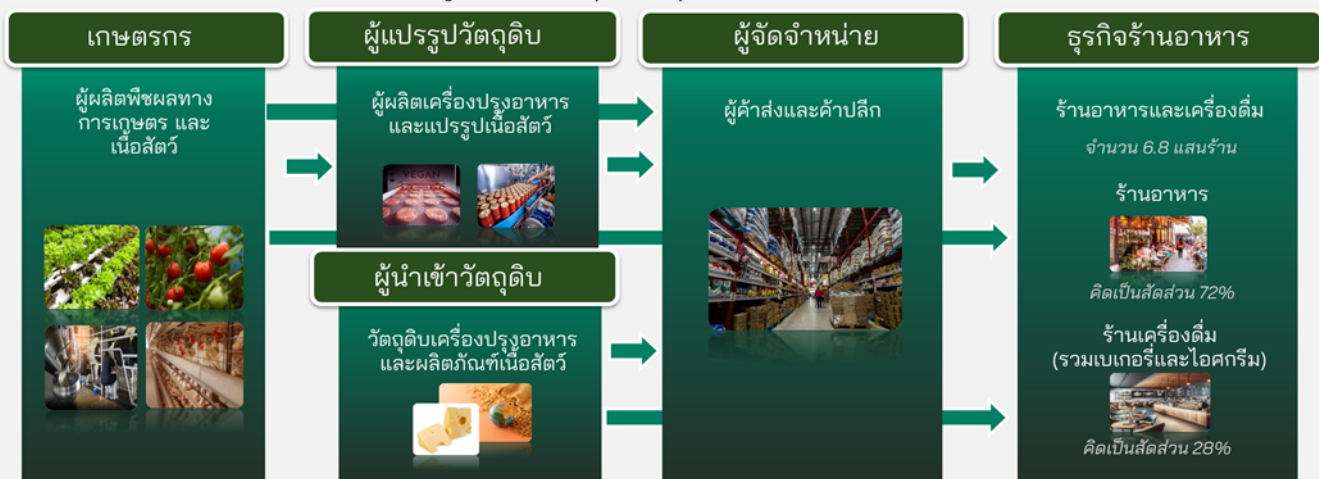 เกษตรกร
ผู้ผลิตพืชผลทาง
การเกษตร และ
เนื้อสัตว์
ผู้แปรรูปวัตถุดิบ
ผู้ผลิตเครื่องปรุงอาหาร
และแปรรูปเนื้อสัตว์
VEGAN
ผู้นำเข้าวัตถุดิบ
วัตถุดิบเครื่องปรุงอาหาร
และผลิตภัณฑ์เนื้อสัตว์
ผู้จัดจำหน่าย
ผู้ค้าส่งและค้าปลีก
ธุรกิจร้านอาหาร
ร้านอาหารและเครื่องดื่ม
จำนวน 6.8 แสนร้าน
ร้านอาหาร
คิดเป็นสัดส่วน 72%
ร้านเครื่องดื่ม
(รวมเบเกอรี่และไอศกรีม)
คิดเป็นสัดส่วน 28%